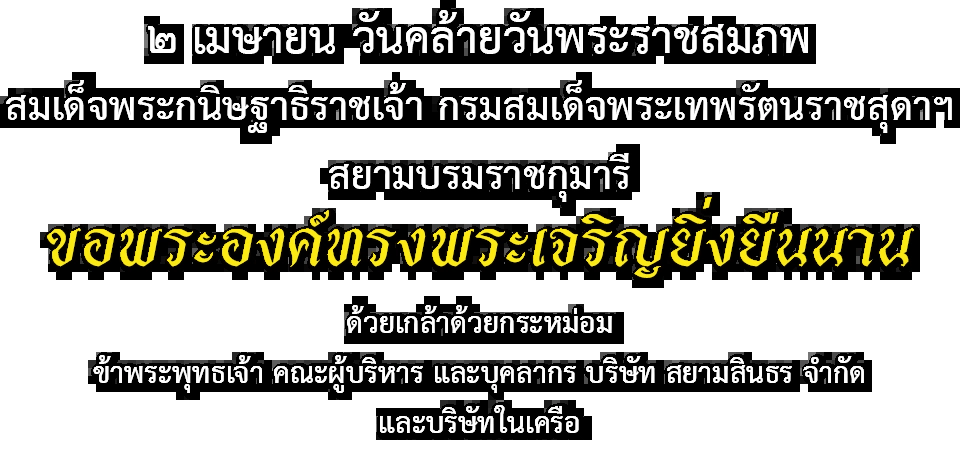 ๒ เมษายน วันคล้ายวันพระราชสมภพ
สมเด็จพระกนิษฐาธิราชเจ้า กรมสมเด็จพระเทพรัตนราชสุดาฯ
สยามบรมราชกุมารี
ขอพระองค์ทรงพระเจริญยิ่งยืนนาน
ด้วยเกล้าด้วยกระหม่อม
ข้าพระพุทธเจ้า คณะผู้บริหาร และบุคลากร บริษัท สยามสินธร จำกัด
และบริษัทในเครือ